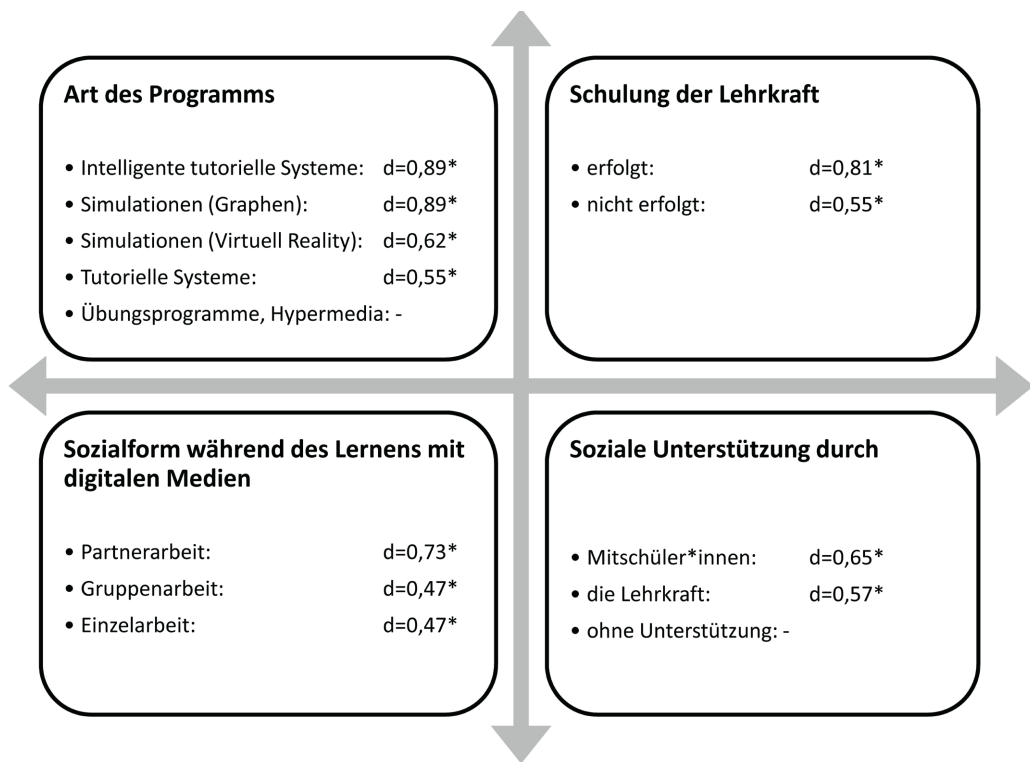 Art des Programms
• Intelligente tutorielle Systeme: d=0,89*
• Simulationen (Graphen): d=0,89*
• Simulationen (Virtuell Reality): d=0,62*
• Tutorielle Systeme: d=0,55*
• Übungsprogramme, Hypermedia: -
Schulung der Lehrkraft
• erfolgt: d=0,81*
• nicht erfolgt: d=0,55*
Sozialform während des Lernens mit
digitalen Medien
• Partnerarbeit: d=0,73*
• Gruppenarbeit: d=0,47*
• Einzelarbeit: d=0,47*
Soziale Unterstützung durch
• Mitschüler*innen: d=0,65*
• die Lehrkraft: d=0,57*
• ohne Unterstützung: -